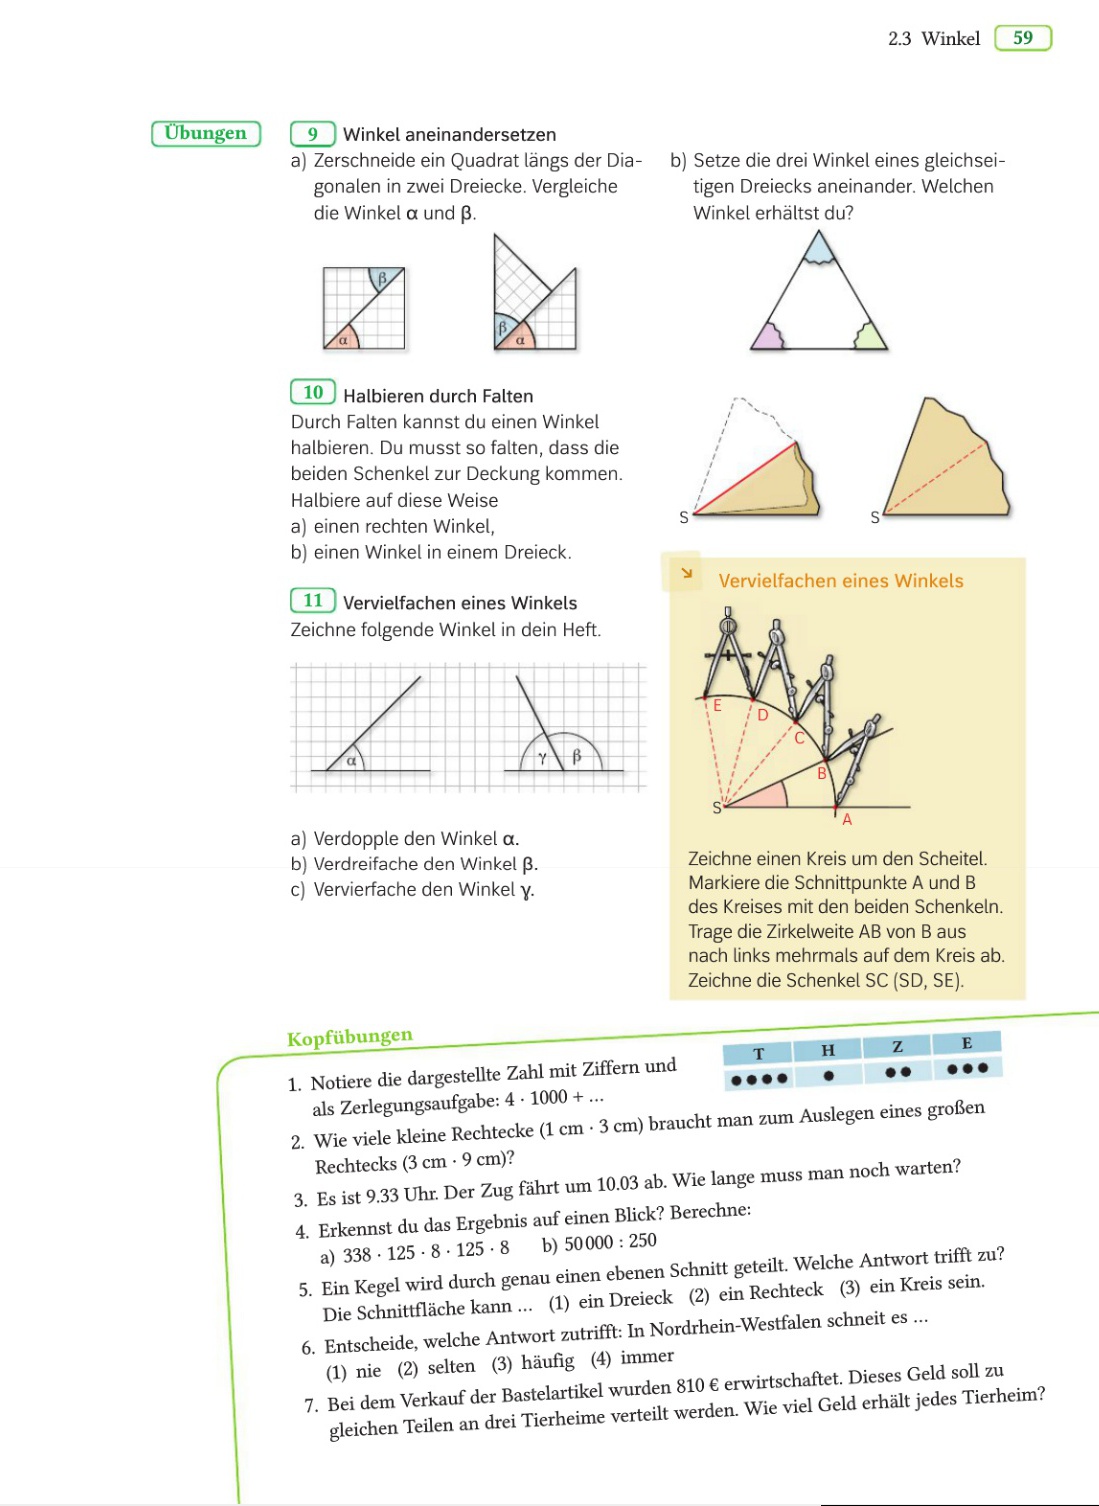 2.3 Winkel 59
Übungen
9 Winkel aneinandersetzen
a) Zerschneide ein Quadrat längs der Dia-
gonalen in zwei Dreiecke. Vergleiche
die Winkel α und β.
b) Setze die drei Winkel eines gleichsei-
tigen Dreiecks aneinander. Welchen
Winkel erhältst du?
β
α
β
α
10 Halbieren durch Falten
Durch Falten kannst du einen Winkel
halbieren. Du musst so falten, dass die
beiden Schenkel zur Deckung kommen.
Halbiere auf diese Weise
a) einen rechten Winkel,
b) einen Winkel in einem Dreieck.
S
S
11 Vervielfachen eines Winkels
Zeichne folgende Winkel in dein Heft.
α
γ β
a) Verdopple den Winkel α.
b) Verdreifache den Winkel β.
c) Vervierfache den Winkel γ.
Vervielfachen eines Winkels
E
D
C
B
S
A
Zeichne einen Kreis um den Scheitel.
Markiere die Schnittpunkte A und B
des Kreises mit den beiden Schenkeln.
Trage die Zirkelweite AB von B aus
nach links mehrmals auf dem Kreis ab.
Zeichne die Schenkel SC (SD, SE).
Kopfübungen
1. Notiere die dargestellte Zahl mit Ziffern und
als Zerlegungsaufgabe: 4 · 1000 + ...
T H Z E
2. Wie viele kleine Rechtecke (1 cm · 3 cm) braucht man zum Auslegen eines großen
Rechtecks (3 cm · 9 cm)?
3. Es ist 9.33 Uhr. Der Zug fährt um 10.03 ab. Wie lange muss man noch warten?
4. Erkennst du das Ergebnis auf einen Blick? Berechne:
a) 338 · 125 · 8 · 125 · 8 b) 50 000 : 250
5. Ein Kegel wird durch genau einen ebenen Schnitt geteilt. Welche Antwort trifft zu?
Die Schnittfläche kann ... (1) ein Dreieck (2) ein Rechteck (3) ein Kreis sein.
6. Entscheide, welche Antwort zutrifft: In Nordrhein-Westfalen schneit es ...
(1) nie (2) selten (3) häufig (4) immer
7. Bei dem Verkauf der Bastelartikel wurden 810 € erwirtschaftet. Dieses Geld soll zu
gleichen Teilen an drei Tierheime verteilt werden. Wie viel Geld erhält jedes Tierheim?